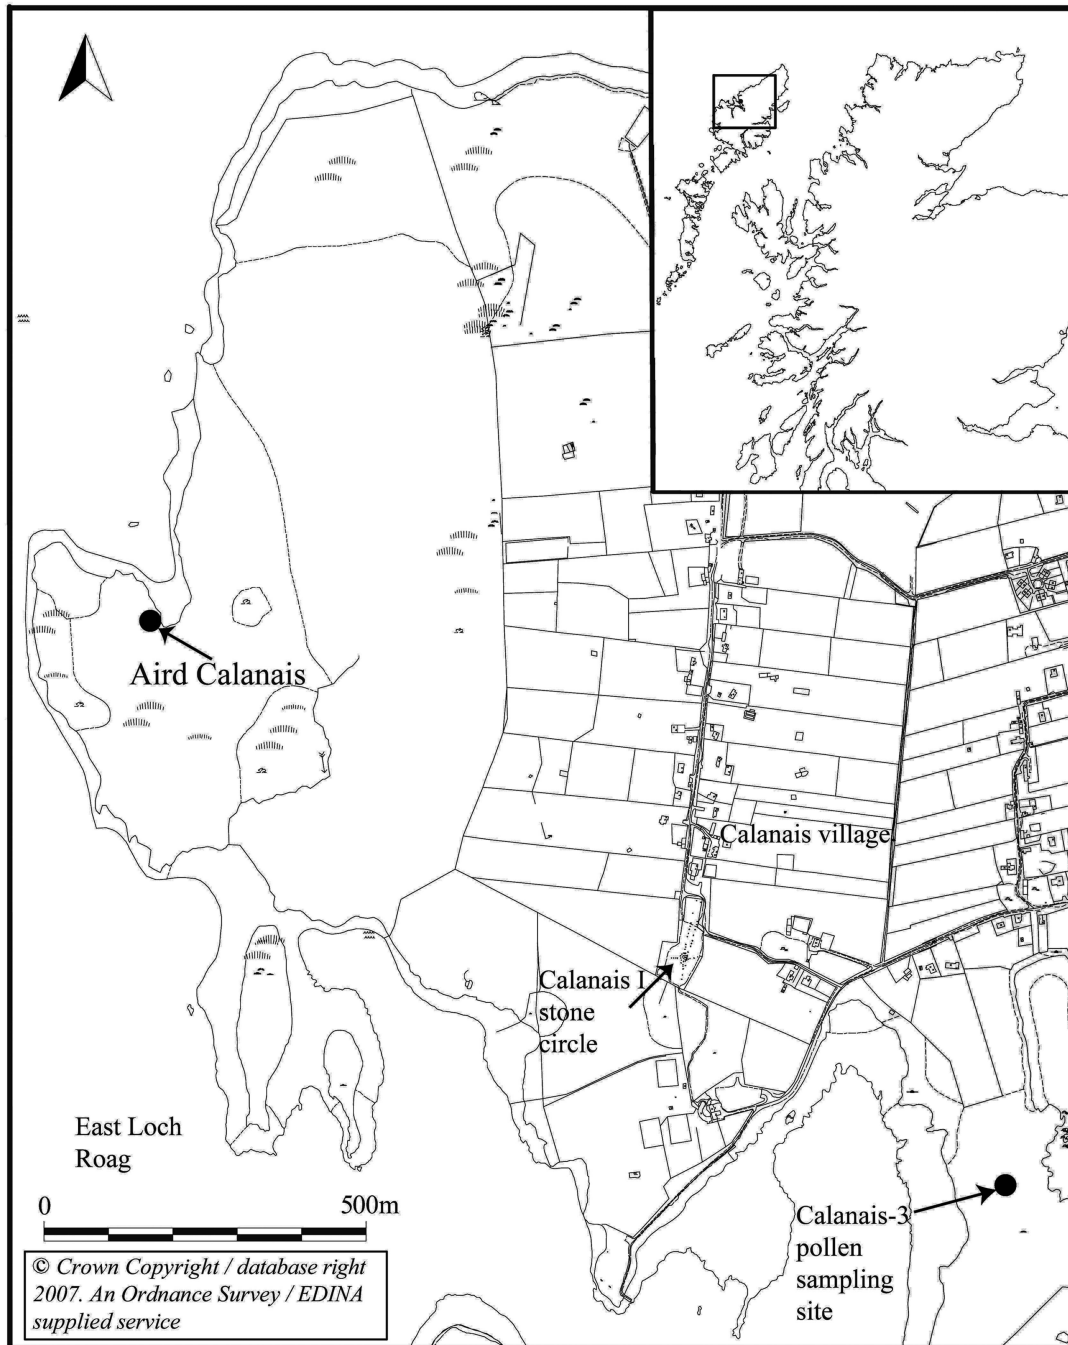 Aird Calanais
Calanais village
Calanais I
stone
circle
East Loch
Roag
Calanais-3
pollen
sampling
site
0 500m
© Crown Copyright / database right
2007. An Ordnance Survey / EDINA
supplied service